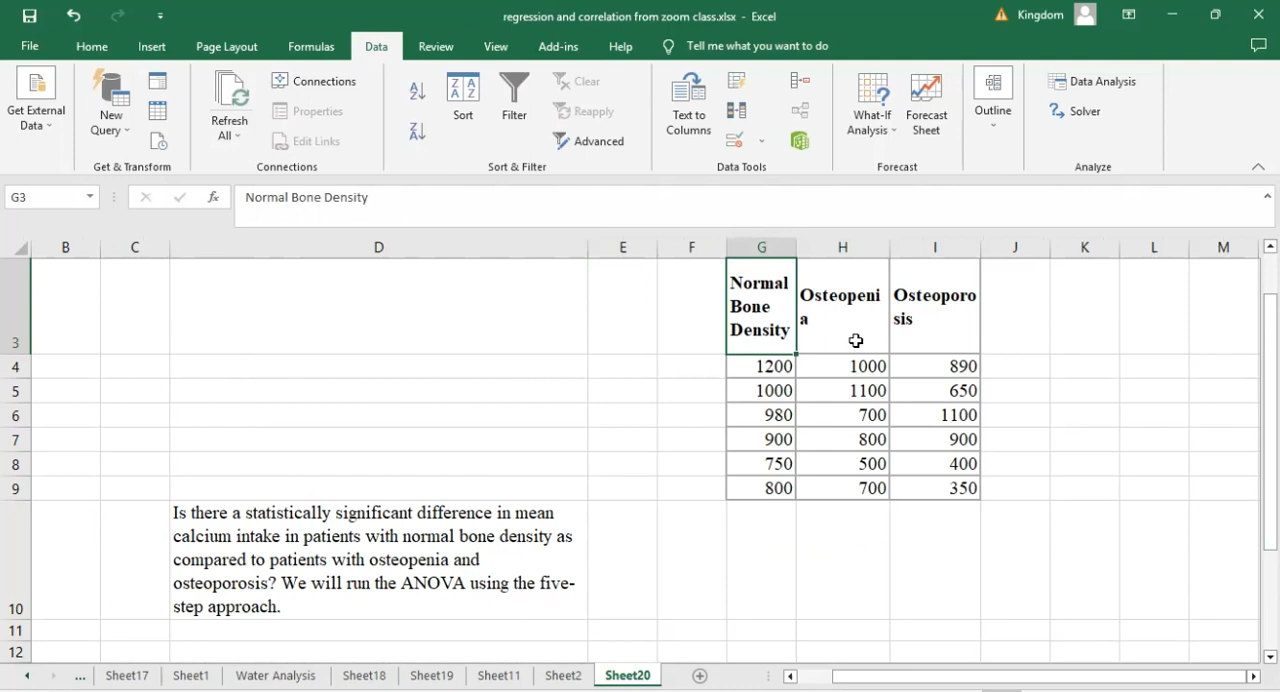 regression and correlation from zoom class.xlsx - Excel
Kingdom
File Home Insert Page Layout Formulas Data Review View Add-ins Help Tell me what you want to do
Get External Data
New Query
Get & Transform
Refresh All
Connections
Properties
Edit Links
Connections
Sort
Filter
Clear
Reapply
Advanced
Sort & Filter
Text to Columns
Data Tools
What-If Analysis
Forecast Sheet
Forecast
Outline
Data Analysis
Solver
Analyze
G3 fx Normal Bone Density
B C D E F G H I J K L M
3
Normal
Bone
Density
Osteopeni
a
Osteoporo
sis
4 1200 1000 890
5 1000 1100 650
6 980 700 1100
7 900 800 900
8 750 500 400
9 800 700 350
Is there a statistically significant difference in mean
calcium intake in patients with normal bone density as
compared to patients with osteopenia and
osteoporosis? We will run the ANOVA using the five-
step approach.
10
11
12
... Sheet17 Sheet1 Water Analysis Sheet18 Sheet19 Sheet11 Sheet2 Sheet20